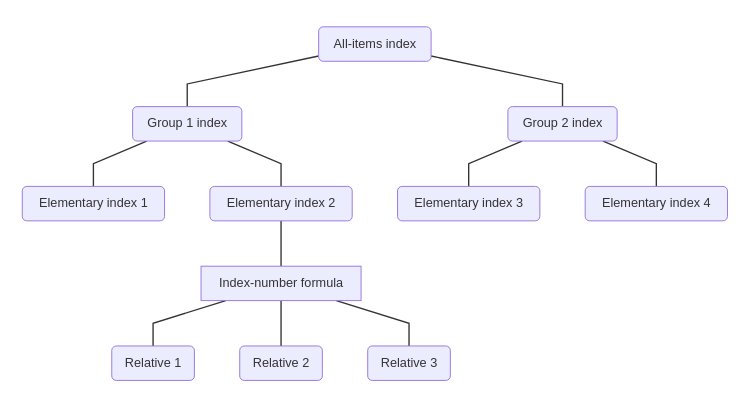 All-items index
Group 1 index
Group 2 index
Elementary index 1
Elementary index 2
Elementary index 3
Elementary index 4
Index-number formula
Relative 1
Relative 2
Relative 3